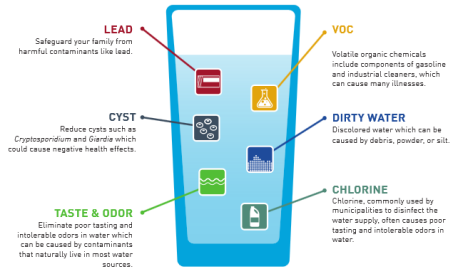 LEAD
Safeguard your family from
harmful contaminants like lead.
VOC
Volatile organic chemicals
include components of gasoline
and industrial cleaners, which
can cause many illnesses.
CYST
Reduce cysts such as
Cryptosporidium and Giardia which
could cause negative health effects.
DIRTY WATER
Discolored water which can be
caused by debris, powder, or silt.
TASTE & ODOR
Eliminate poor tasting and
intolerable odors in water which
can be caused by contaminants
that naturally live in most water
sources.
CHLORINE
Chlorine, commonly used by
municipalities to disinfect the
water supply, often causes poor
tasting and intolerable odors in
water.